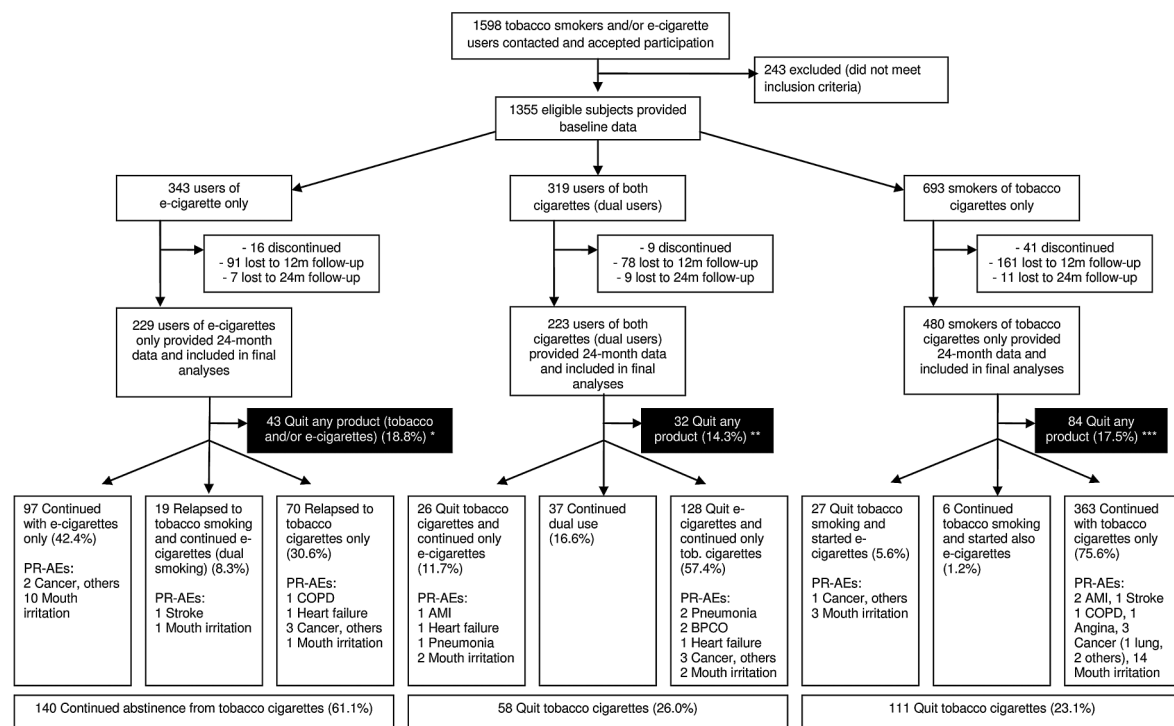 1598 tobacco smokers and/or e-cigarette
users contacted and accepted participation
243 excluded (did not meet
inclusion criteria)
1355 eligible subjects provided
baseline data
343 users of
e-cigarette only
319 users of both
cigarettes (dual users)
693 smokers of tobacco
cigarettes only
- 16 discontinued
- 91 lost to 12m follow-up
- 7 lost to 24m follow-up
- 9 discontinued
- 78 lost to 12m follow-up
- 9 lost to 24m follow-up
- 41 discontinued
- 161 lost to 12m follow-up
- 11 lost to 24m follow-up
229 users of e-cigarettes
only provided 24-month
data and included in final
analyses
223 users of both
cigarettes (dual users)
provided 24-month data
and included in final
analyses
480 smokers of tobacco
cigarettes only provided
24-month data and
included in final analyses
43 Quit any product (tobacco
and/or e-cigarettes) (18.8%) *
32 Quit any
product (14.3%) **
84 Quit any
product (17.5%) ***
97 Continued
with e-cigarettes
only (42.4%)
PR-AEs:
2 Cancer, others
10 Mouth
irritation
19 Relapsed to
tobacco smoking
and continued e-
cigarettes (dual
smoking) (8.3%)
PR-AEs:
1 Stroke
1 Mouth irritation
70 Relapsed to
tobacco
cigarettes only
(30.6%)
PR-AEs:
1 COPD
1 Heart failure
3 Cancer, others
1 Mouth irritation
26 Quit tobacco
cigarettes and
continued only
e-cigarettes
(11.7%)
PR-AEs:
1 AMI
1 Heart failure
1 Pneumonia
2 Mouth irritation
37 Continued
dual use
(16.6%)
128 Quit e-
cigarettes and
continued only
tob. cigarettes
(57.4%)
PR-AEs:
2 Pneumonia
2 BPCO
1 Heart failure
3 Cancer, others
2 Mouth irritation
27 Quit tobacco
smoking and
started e-
cigarettes (5.6%)
PR-AEs:
1 Cancer, others
3 Mouth irritation
6 Continued
tobacco smoking
and started also
e-cigarettes
(1.2%)
363 Continued
with tobacco
cigarettes only
(75.6%)
PR-AEs:
2 AMI, 1 Stroke
1 COPD, 1
Angina, 3
Cancer (1 lung,
2 others), 14
Mouth irritation
140 Continued abstinence from tobacco cigarettes (61.1%)
58 Quit tobacco cigarettes (26.0%)
111 Quit tobacco cigarettes (23.1%)